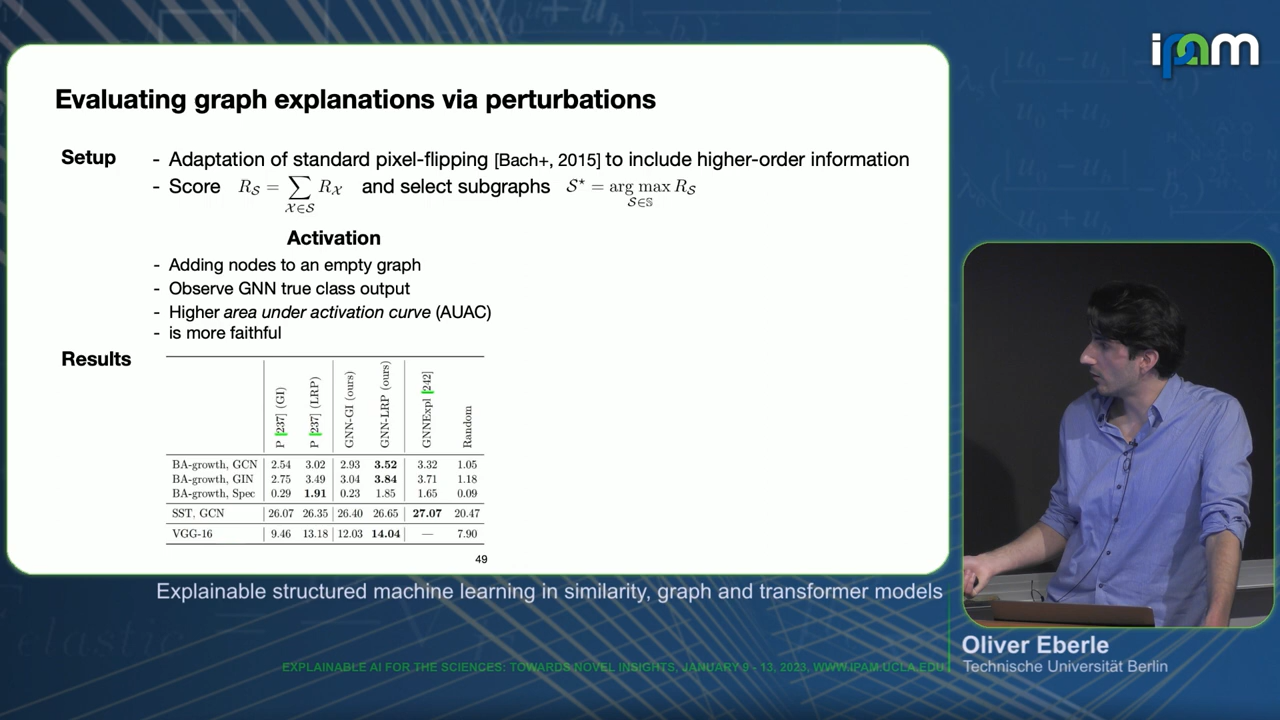 ipam
Evaluating graph explanations via perturbations
Setup
- Adaptation of standard pixel-flipping [Bach+, 2015] to include higher-order information
- Score R_S = ∑_{X∈S} R_X and select subgraphs S⋆ = arg max_{S∈𝕊} R_S
Activation
- Adding nodes to an empty graph
- Observe GNN true class output
- Higher area under activation curve (AUAC)
- is more faithful
Results
P [237] (GI) P [237] (LRP) GNN-GI (ours) GNN-LRP (ours) GNNExpl [242] Random
BA-growth, GCN 2.54 3.02 2.93 3.52 3.32 1.05
BA-growth, GIN 2.75 3.49 3.04 3.84 3.71 1.18
BA-growth, Spec 0.29 1.91 0.23 1.85 1.65 0.09
SST, GCN 26.07 26.35 26.40 26.65 27.07 20.47
VGG-16 9.46 13.18 12.03 14.04 — 7.90
49
Explainable structured machine learning in similarity, graph and transformer models
Oliver Eberle
Technische Universität Berlin
EXPLAINABLE AI FOR THE SCIENCES: TOWARDS NOVEL INSIGHTS, JANUARY 9 - 13, 2023, WWW.IPAM.UCLA.EDU
elastic